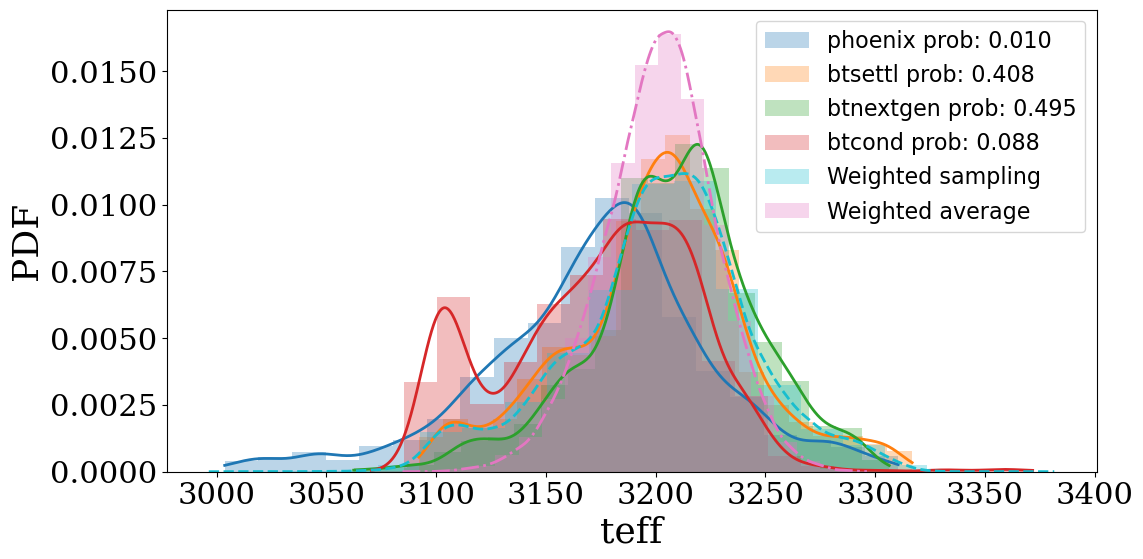 phoenix prob: 0.010
btsettl prob: 0.408
btnextgen prob: 0.495
btcond prob: 0.088
Weighted sampling
Weighted average
PDF
0.0150
0.0125
0.0100
0.0075
0.0050
0.0025
0.0000
3000 3050 3100 3150 3200 3250 3300 3350 3400
teff